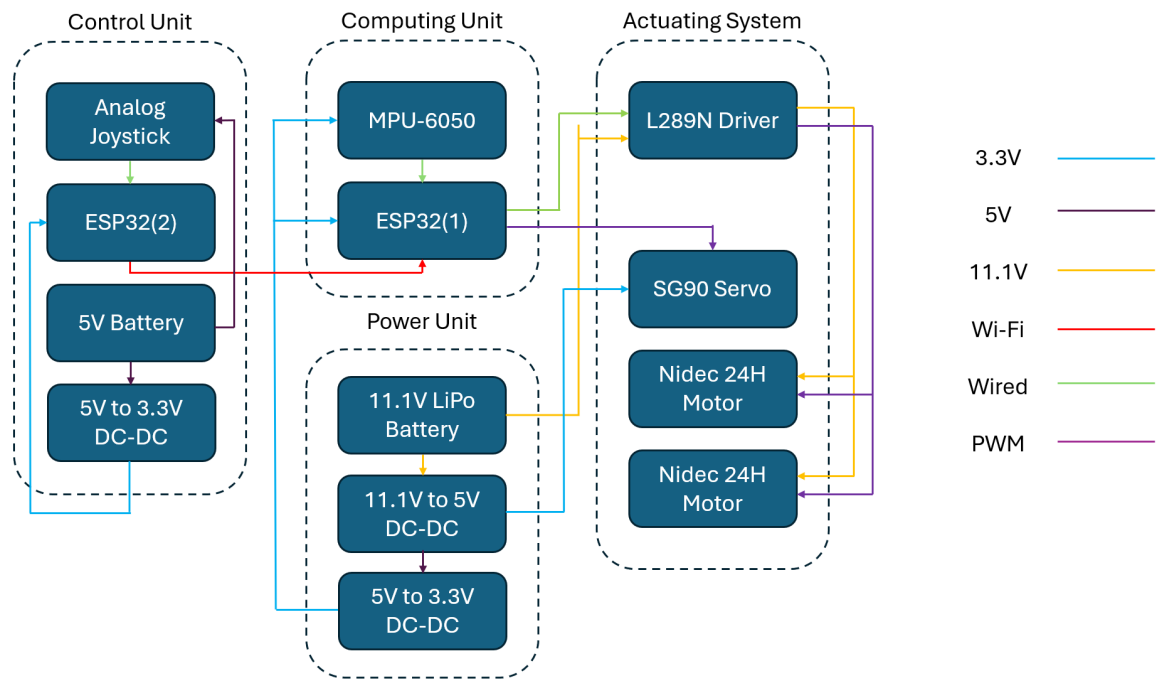 Control Unit
Analog
Joystick
ESP32(2)
5V Battery
5V to 3.3V
DC-DC
Computing Unit
MPU-6050
ESP32(1)
Power Unit
11.1V LiPo
Battery
11.1V to 5V
DC-DC
5V to 3.3V
DC-DC
Actuating System
L289N Driver
SG90 Servo
Nidec 24H
Motor
Nidec 24H
Motor
3.3V
5V
11.1V
Wi-Fi
Wired
PWM